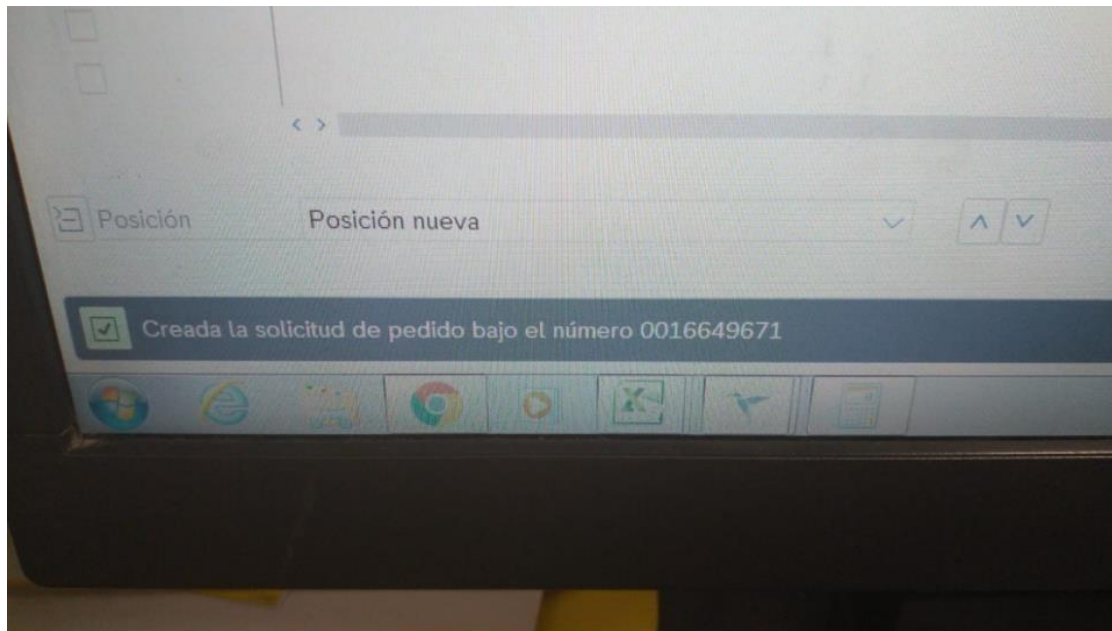 Posición
Posición nueva
Creada la solicitud de pedido bajo el número 0016649671